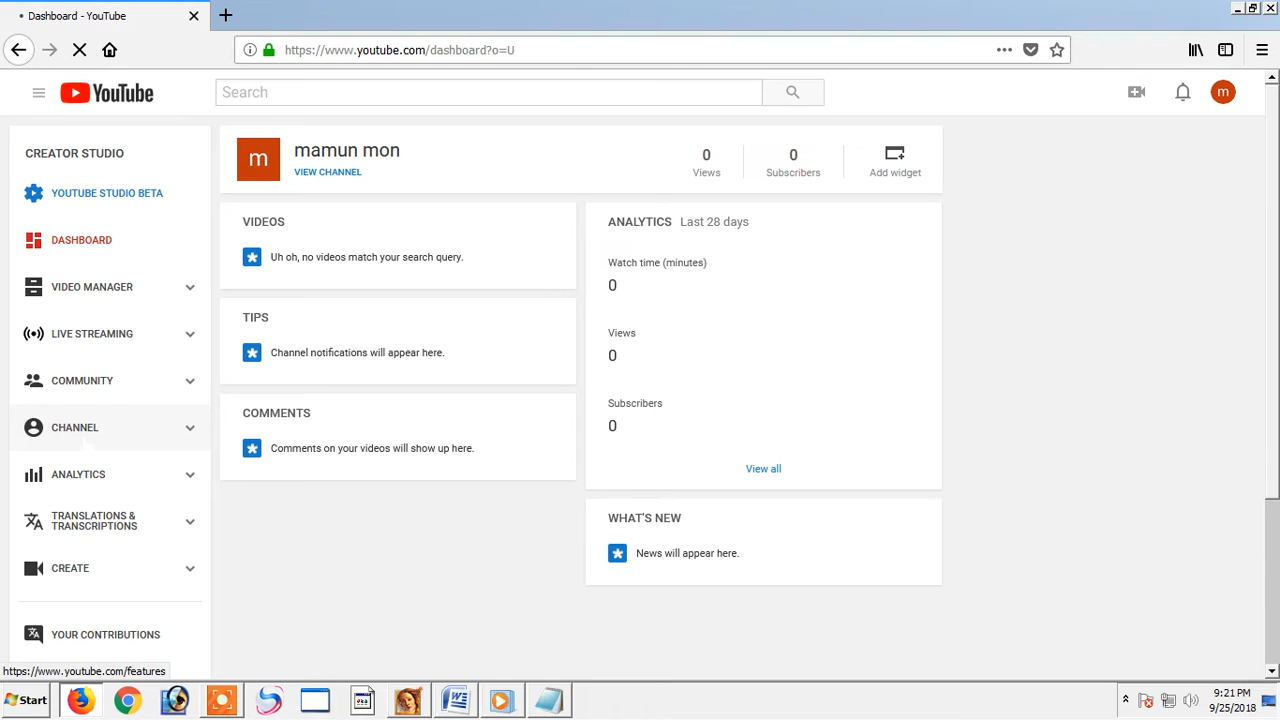 Dashboard - YouTube
https://www.youtube.com/dashboard?o=U
YouTube
Search
m
CREATOR STUDIO
YOUTUBE STUDIO BETA
DASHBOARD
VIDEO MANAGER
LIVE STREAMING
COMMUNITY
CHANNEL
ANALYTICS
TRANSLATIONS &
TRANSCRIPTIONS
CREATE
YOUR CONTRIBUTIONS
m
mamun mon
VIEW CHANNEL
0
Views
0
Subscribers
Add widget
VIDEOS
Uh oh, no videos match your search query.
TIPS
Channel notifications will appear here.
COMMENTS
Comments on your videos will show up here.
ANALYTICS Last 28 days
Watch time (minutes)
0
Views
0
Subscribers
0
View all
WHAT'S NEW
News will appear here.
https://www.youtube.com/features
Start
9:21 PM
9/25/2018